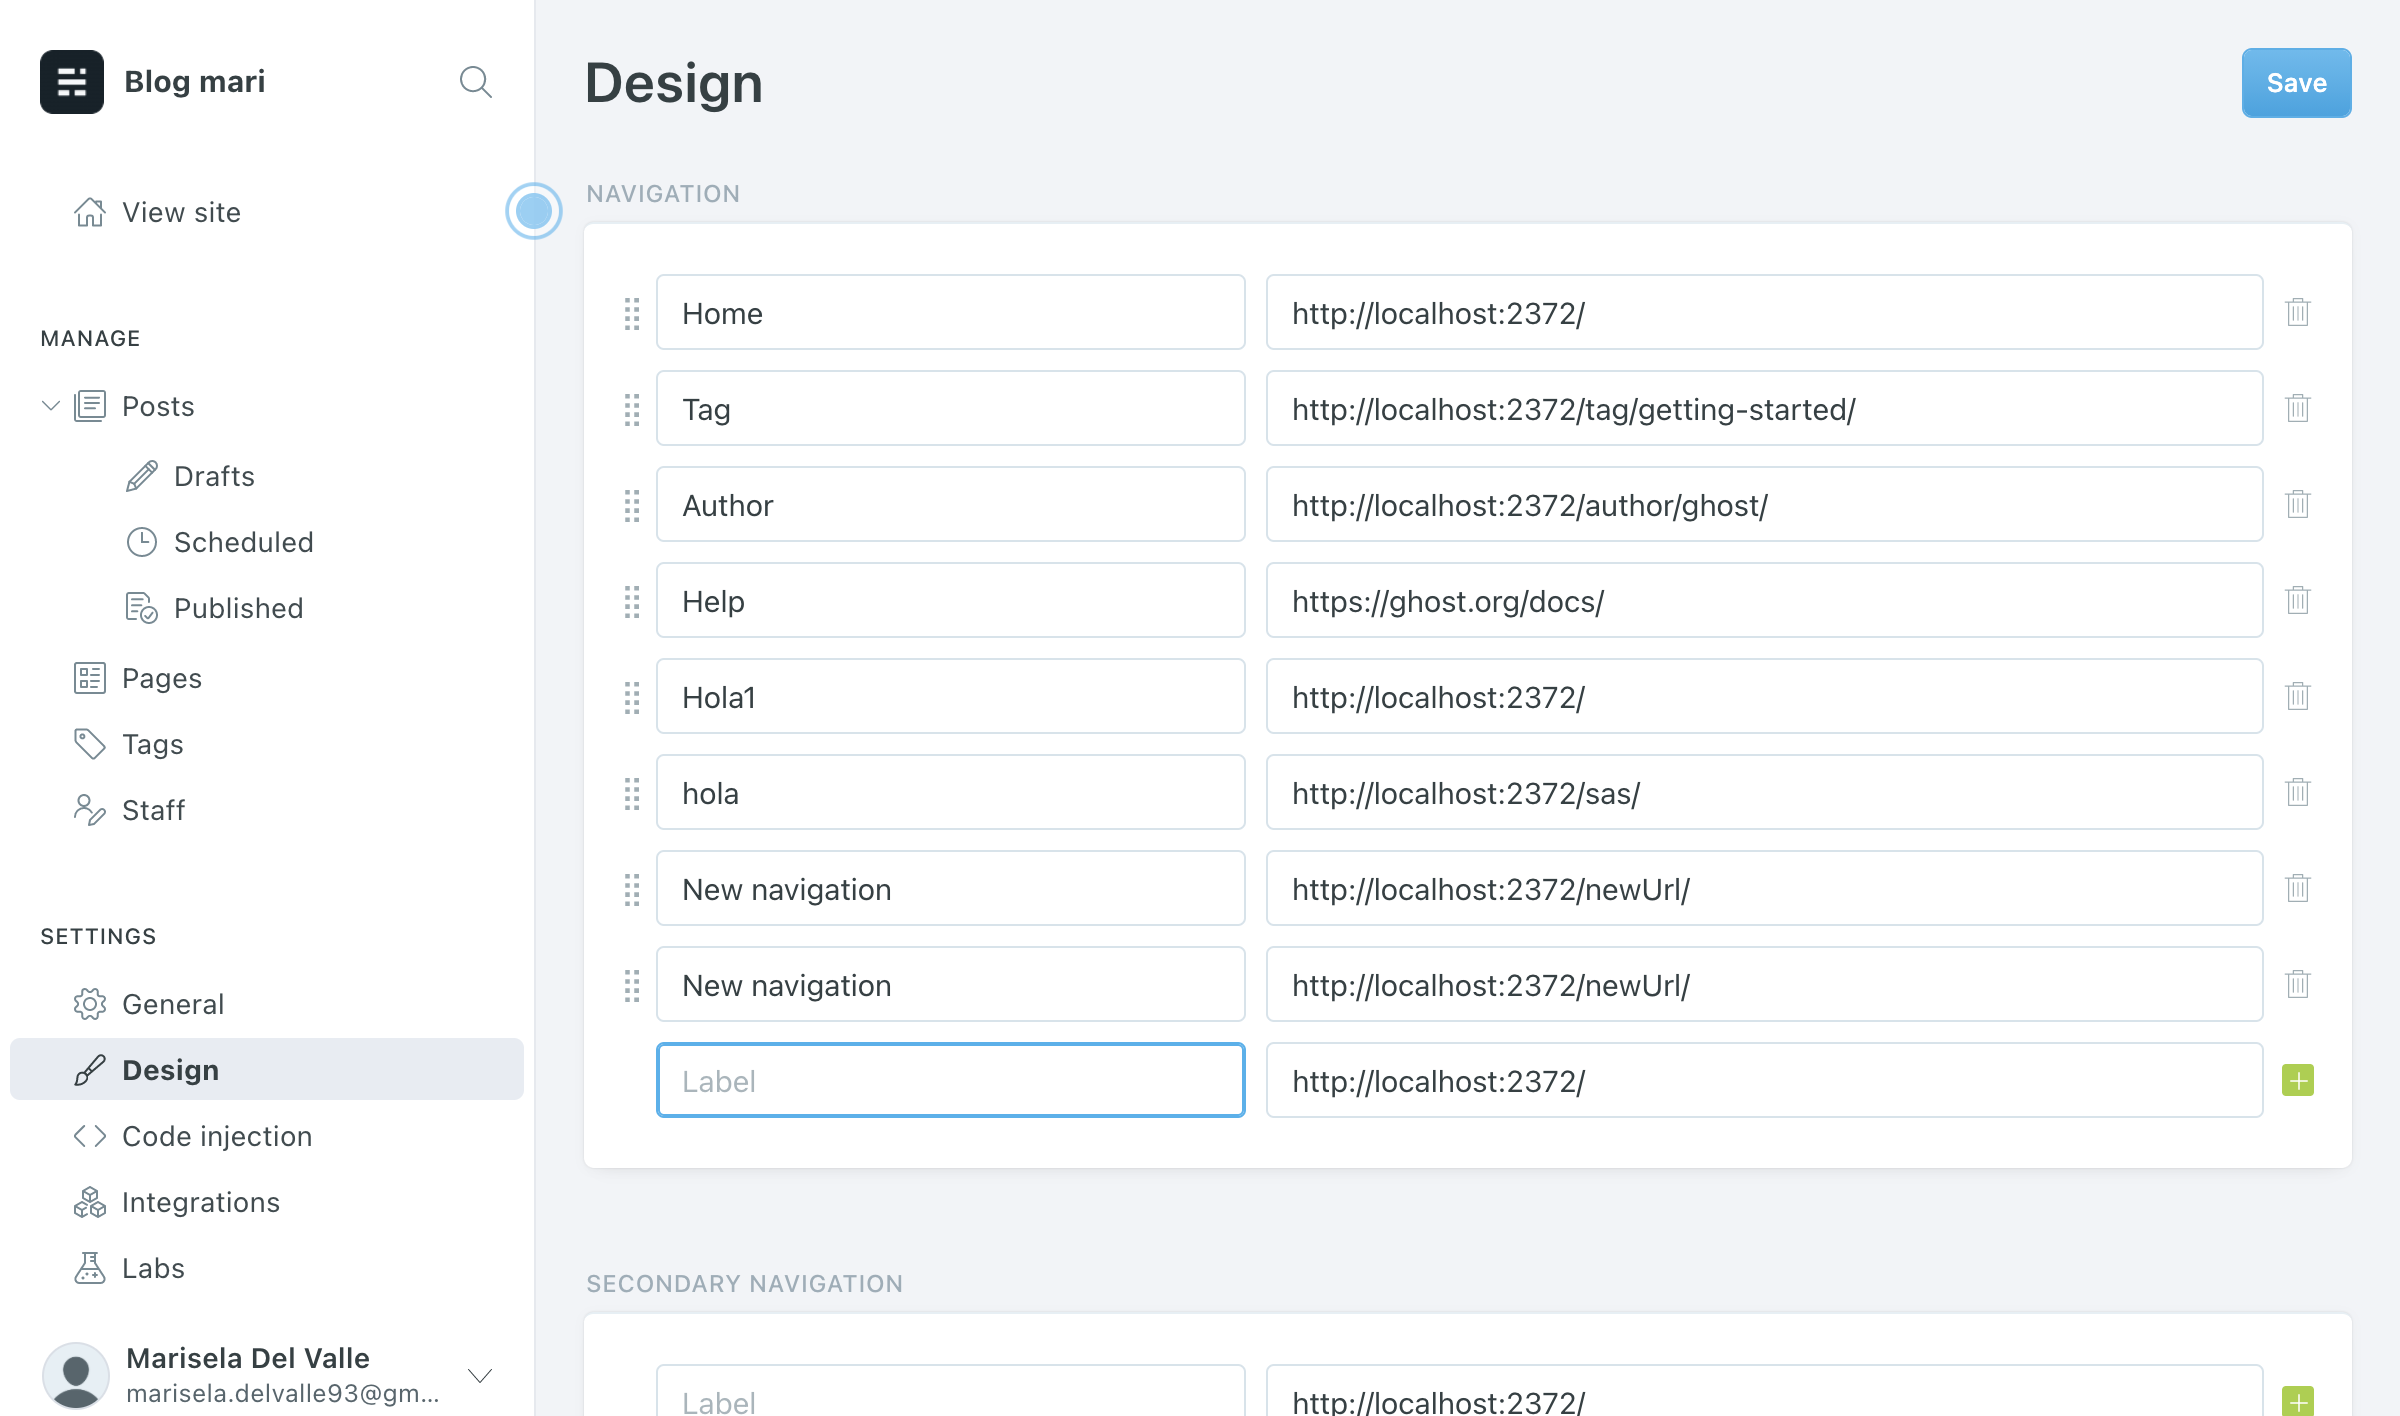 Blog mari
View site
MANAGE
Posts
Drafts
Scheduled
Published
Pages
Tags
Staff
SETTINGS
General
Design
Code injection
Integrations
Labs
Marisela Del Valle
marisela.delvalle93@gm...
Design
Save
NAVIGATION
Home http://localhost:2372/
Tag http://localhost:2372/tag/getting-started/
Author http://localhost:2372/author/ghost/
Help https://ghost.org/docs/
Hola1 http://localhost:2372/
hola http://localhost:2372/sas/
New navigation http://localhost:2372/newUrl/
New navigation http://localhost:2372/newUrl/
Label http://localhost:2372/
SECONDARY NAVIGATION
Label http://localhost:2372/